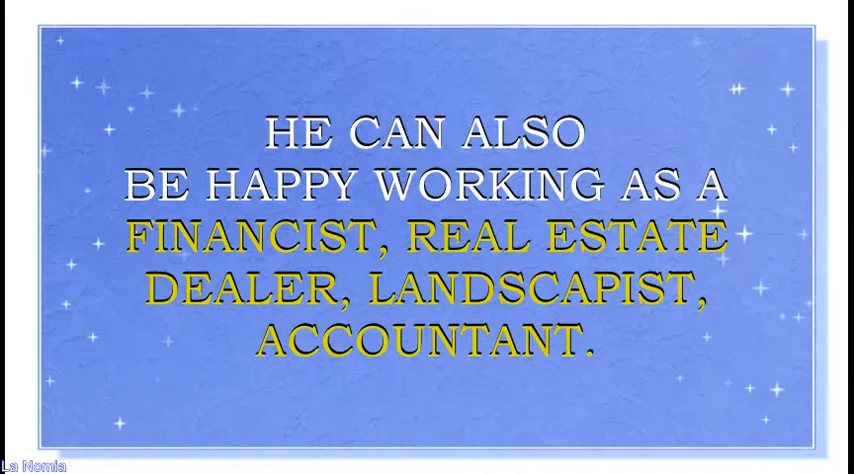 HE CAN ALSO
BE HAPPY WORKING AS A
FINANCIST, REAL ESTATE
DEALER, LANDSCAPIST,
ACCOUNTANT.
La Nomia